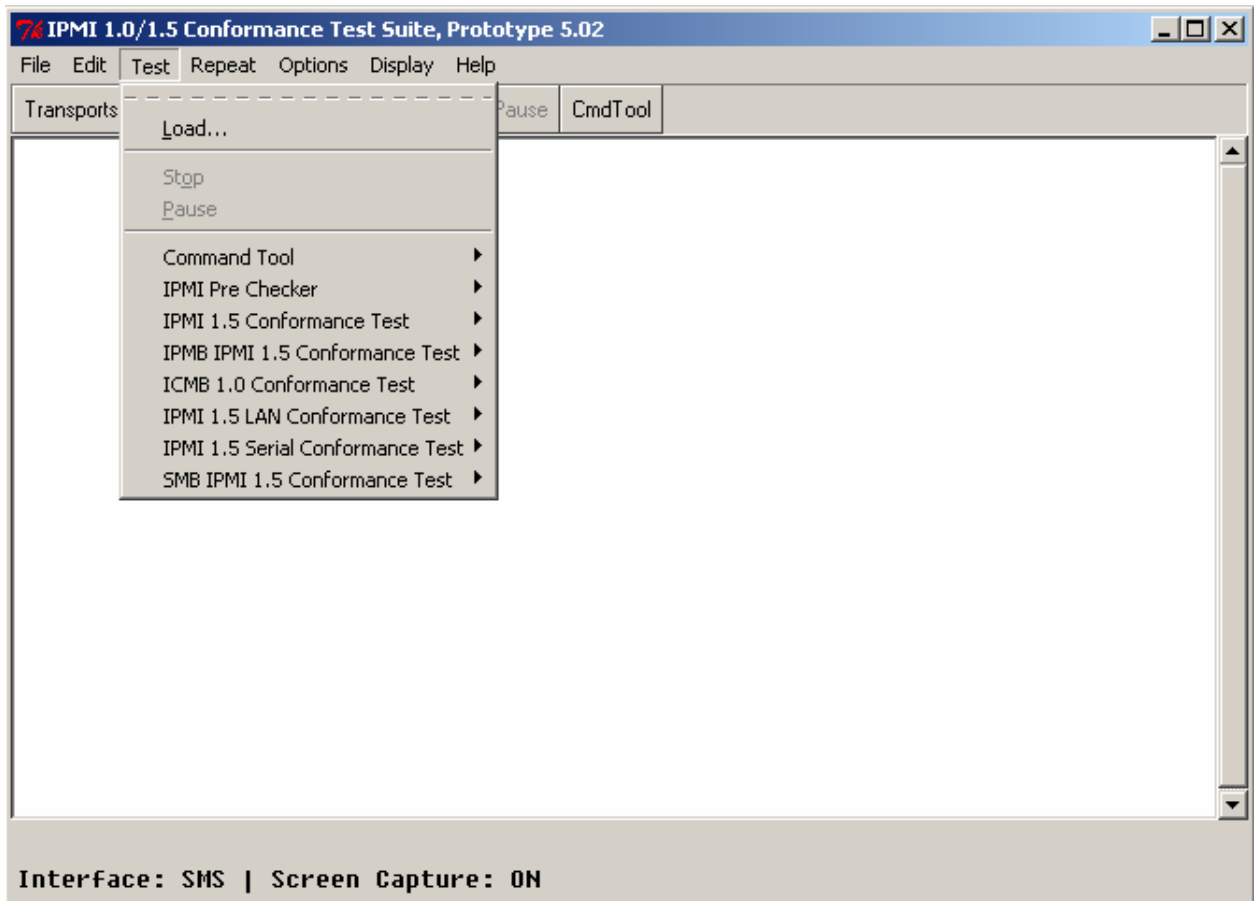 IPMI 1.0/1.5 Conformance Test Suite, Prototype 5.02
File Edit Test Repeat Options Display Help
Transports Pause CmdTool
Load...
Stop
Pause
Command Tool
IPMI Pre Checker
IPMI 1.5 Conformance Test
IPMB IPMI 1.5 Conformance Test
ICMB 1.0 Conformance Test
IPMI 1.5 LAN Conformance Test
IPMI 1.5 Serial Conformance Test
SMB IPMI 1.5 Conformance Test
Interface: SMS | Screen Capture: ON